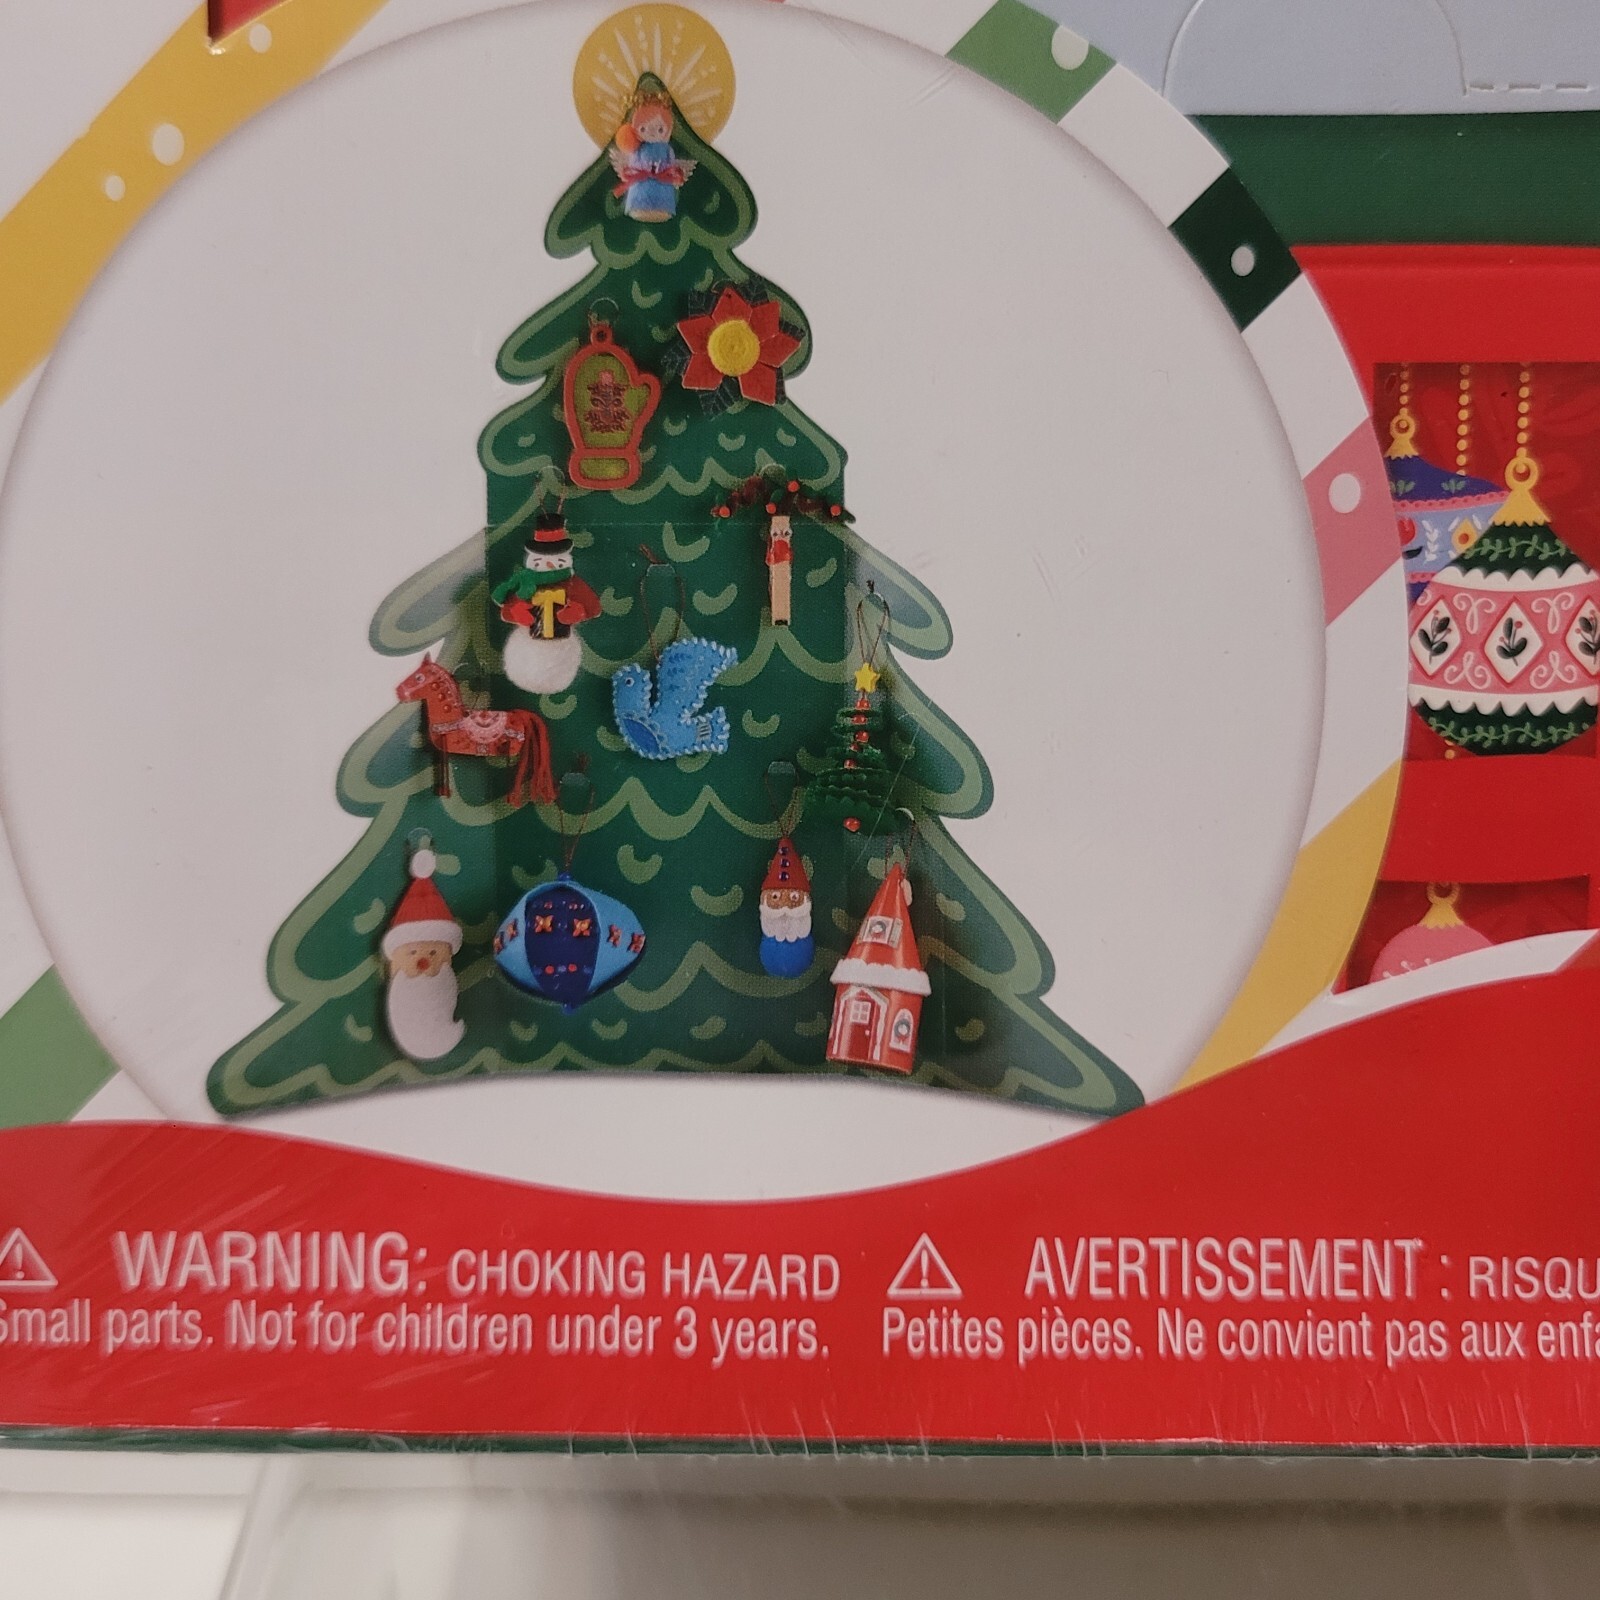 WARNING: CHOKING HAZARD
Small parts. Not for children under 3 years.
AVERTISSEMENT : RISQU
Petites pièces. Ne convient pas aux enfa